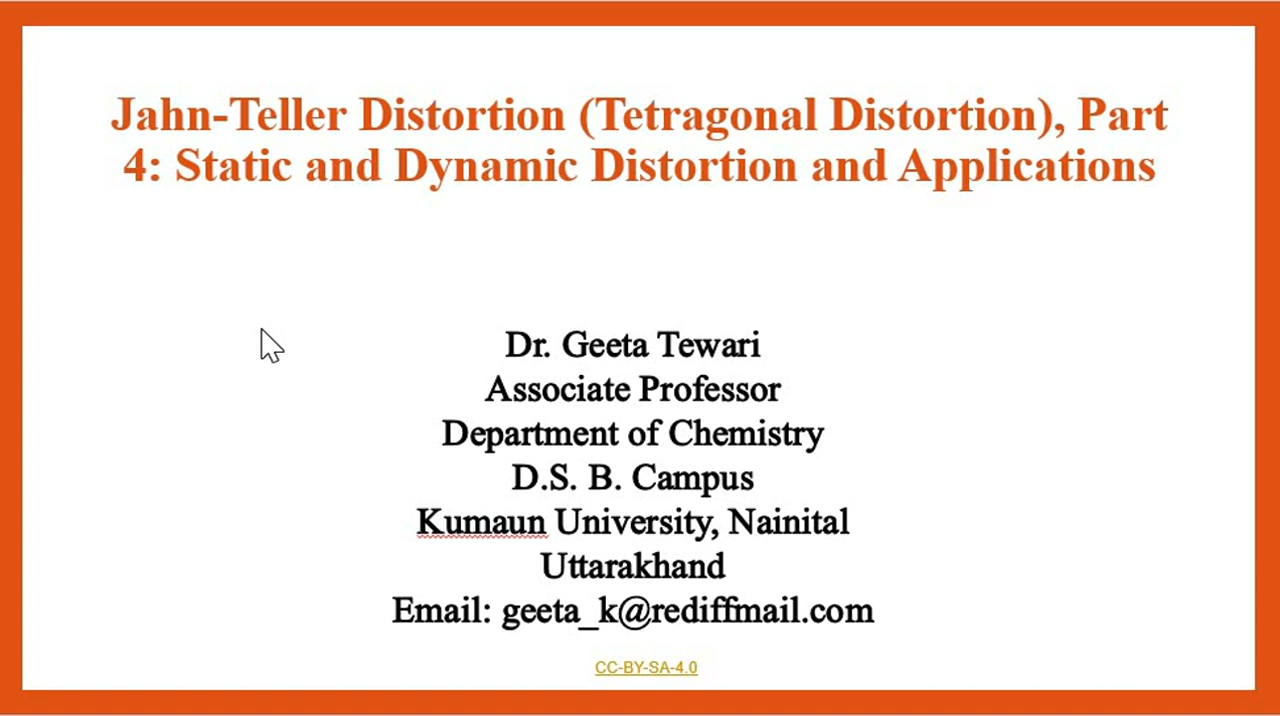 Jahn-Teller Distortion (Tetragonal Distortion), Part
4: Static and Dynamic Distortion and Applications
Dr. Geeta Tewari
Associate Professor
Department of Chemistry
D.S. B. Campus
Kumaun University, Nainital
Uttarakhand
Email: geeta_k@rediffmail.com
CC-BY-SA-4.0